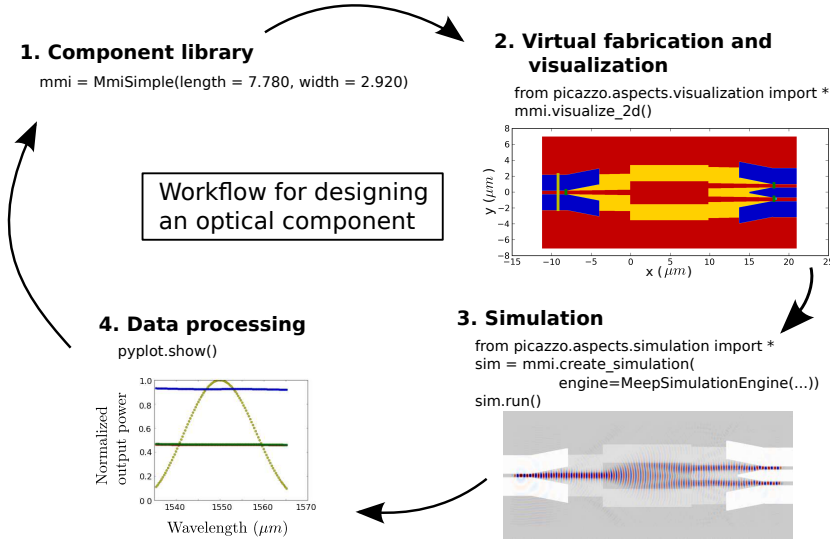 1. Component library
mmi = MmiSimple(length = 7.780, width = 2.920)
2. Virtual fabrication and
visualization
from picazzo.aspects.visualization import *
mmi.visualize_2d()
8
6
4
2
0
−2
−4
−6
−8
y (μm)
−15
−10
−5
0
5
10
15
20
25
x (μm)
Workflow for designing
an optical component
3. Simulation
from picazzo.aspects.simulation import *
sim = mmi.create_simulation(
engine=MeepSimulationEngine(...))
sim.run()
4. Data processing
pyplot.show()
1.0
0.8
0.6
0.4
0.2
0.0
Normalized
output power
1540
1550
1560
1570
Wavelength (μm)